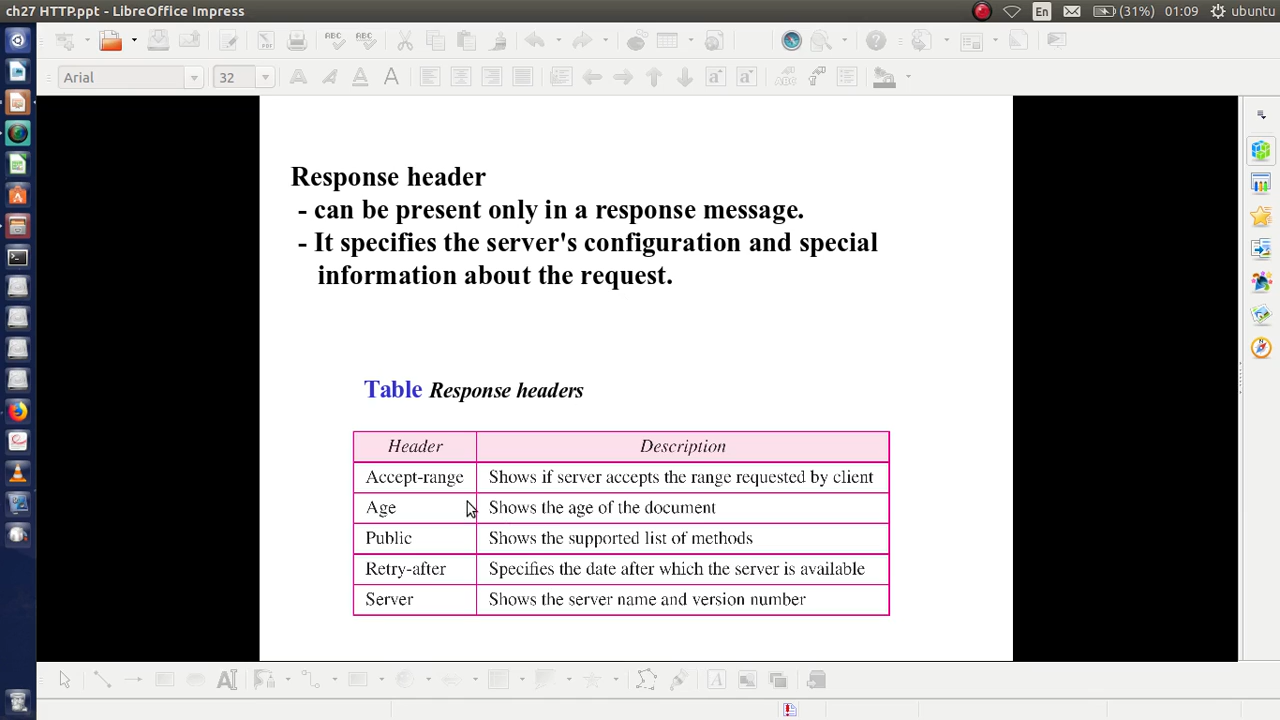 ch27 HTTP.ppt - LibreOffice Impress
En (31%) 01:09 ubuntu
Arial 32
Response header
- can be present only in a response message.
- It specifies the server's configuration and special
information about the request.
Table Response headers
Header Description
Accept-range Shows if server accepts the range requested by client
Age Shows the age of the document
Public Shows the supported list of methods
Retry-after Specifies the date after which the server is available
Server Shows the server name and version number